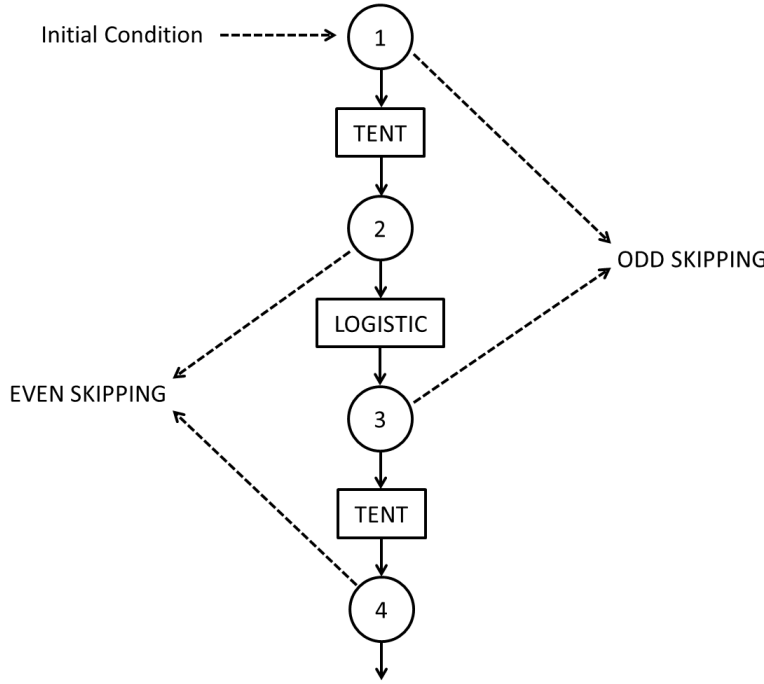 Initial Condition
1
TENT
2
ODD SKIPPING
LOGISTIC
EVEN SKIPPING
3
TENT
4